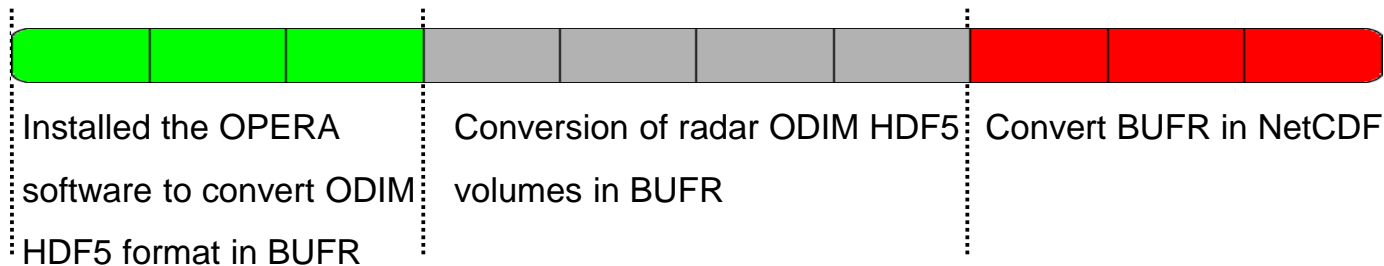 Installed the OPERA
software to convert ODIM
HDF5 format in BUFR
Conversion of radar ODIM HDF5
volumes in BUFR
Convert BUFR in NetCDF